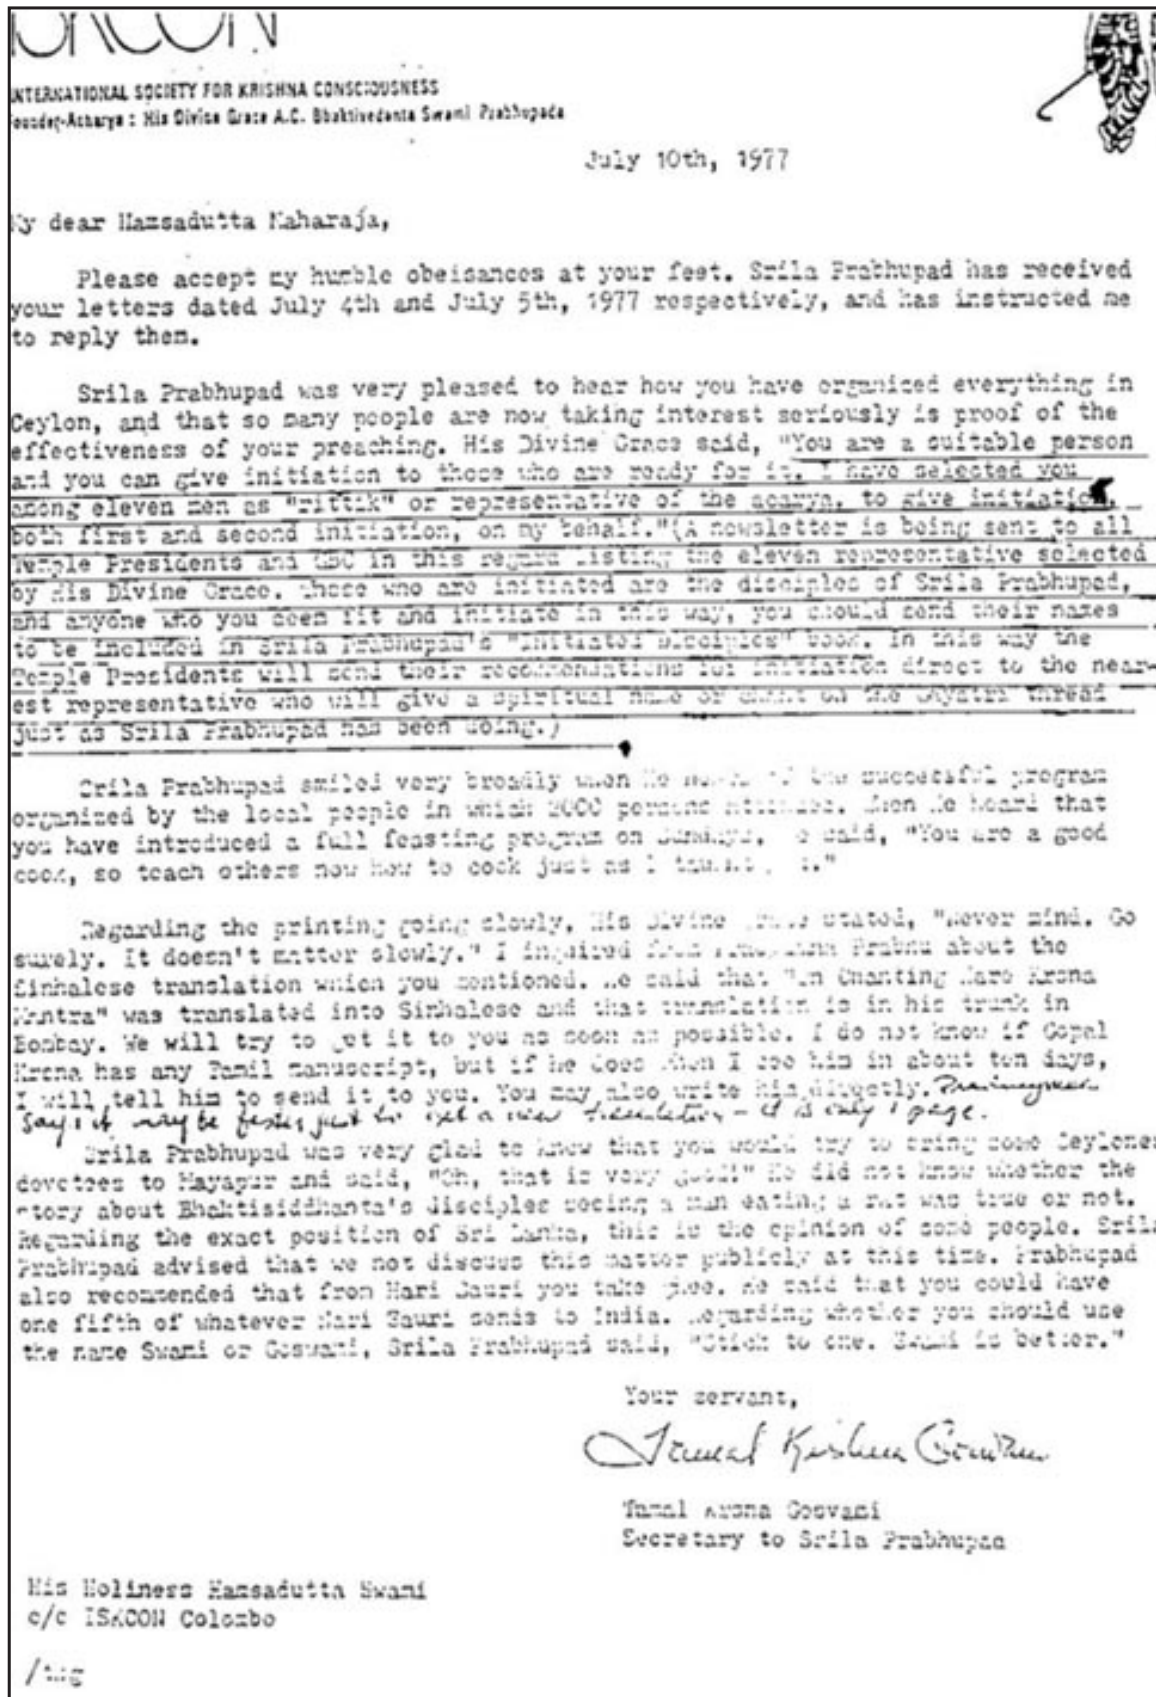 ISKCON
INTERNATIONAL SOCIETY FOR KRISHNA CONSCIOUSNESS
Founder-Acharya : His Divine Grace A.C. Bhaktivedanta Swami Prabhupada
July 10th, 1977
My dear Hamsadutta Maharaja,
Please accept my humble obeisances at your feet. Srila Prabhupad has received
your letters dated July 4th and July 5th, 1977 respectively, and has instructed me
to reply them.
Srila Prabhupad was very pleased to hear how you have organized everything in
Ceylon, and that so many people are now taking interest seriously is proof of the
effectiveness of your preaching. His Divine Grace said, "You are a suitable person
and you can give initiation to those who are ready for it. I have selected you
among eleven men as "rittik" or representative of the acarya, to give initiation,
both first and second initiation, on my behalf."(A newsletter is being sent to all
Temple Presidents and GBC in this regard listing the eleven representative selected
by His Divine Grace. Those who are initiated are the disciples of Srila Prabhupad,
and anyone who you deem fit and initiate in this way, you should send their names
to be included in Srila Prabhupad's "Initiated Disciples" book. In this way the
Temple Presidents will send their recommendations for initiation direct to the near-
est representative who will give a spiritual name or chant on the Gayatri thread
just as Srila Prabhupad has been doing.)
Srila Prabhupad smiled very broadly when He of the successful program
organized by the local people in which 2000 persons attended. When He heard that
you have introduced a full feasting program on Sundays, said, "You are a good
cook, so teach others now how to cook just as I taught
Regarding the printing going slowly, His Divine Grace stated, "Never mind. Go
surely. It doesn't matter slowly." I inquired from Prabhu about the
Sinhalese translation which you mentioned. He said that "On Chanting Hare Krsna
Mantra" was translated into Sinhalese and that translation is in his trunk in
Bombay. We will try to get it to you as soon as possible. I do not know if Gopal
Krsna has any Tamil manuscript, but if he does when I see him in about ten days,
I will tell him to send it to you. You may also write him directly.
says it may be faster just to get a new translation - it is only 1 page.
Srila Prabhupad was very glad to know that you would try to bring some Ceylonese
devotees to Mayapur and said, "Oh, that is very good!" He did not know whether the
story about Bhaktisiddhanta's disciples seeing a man eating a rat was true or not.
Regarding the exact position of Sri Lanka, this is the opinion of some people. Srila
Prabhupad advised that we not discuss this matter publicly at this time. Prabhupad
also recommended that from Hari Sauri you take ghee. He said that you could have
one fifth of whatever Hari Sauri sends to India. Regarding whether you should use
the name Swami or Goswami, Srila Prabhupad said, "Stick to one. Swami is better."
Your servant,
Tamal Krishna Goswami
Tamal Krsna Gosvami
Secretary to Srila Prabhupad
His Holiness Hamsadutta Swami
c/c ISKCON Colombo
/tkg